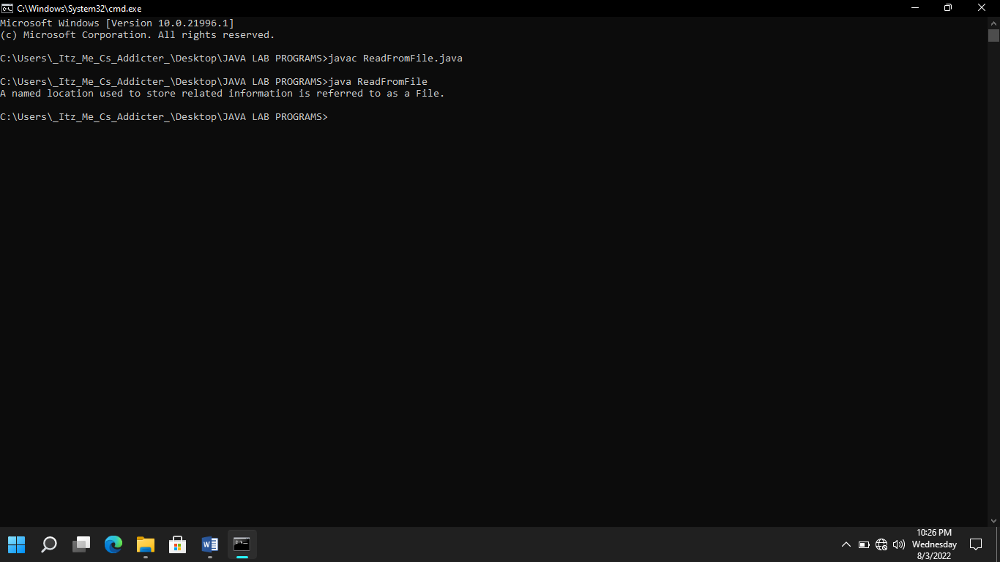 C:\Windows\System32\cmd.exe
Microsoft Windows [Version 10.0.21996.1]
(c) Microsoft Corporation. All rights reserved.
C:\Users\_Itz_Me_Cs_Addicter_\Desktop\JAVA LAB PROGRAMS>javac ReadFromFile.java
C:\Users\_Itz_Me_Cs_Addicter_\Desktop\JAVA LAB PROGRAMS>java ReadFromFile
A named location used to store related information is referred to as a File.
C:\Users\_Itz_Me_Cs_Addicter_\Desktop\JAVA LAB PROGRAMS>
10:26 PM
Wednesday
8/3/2022